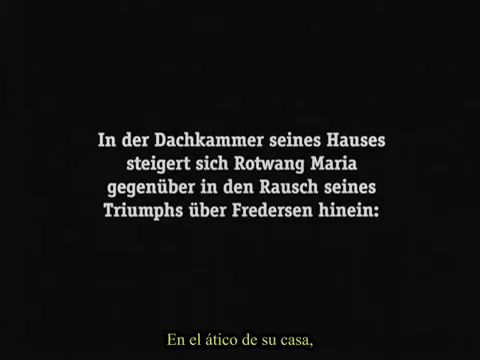 In der Dachkammer seines Hauses
steigert sich Rotwang Maria
gegenüber in den Rausch seines
Triumphs über Fredersen hinein:
En el ático de su casa,